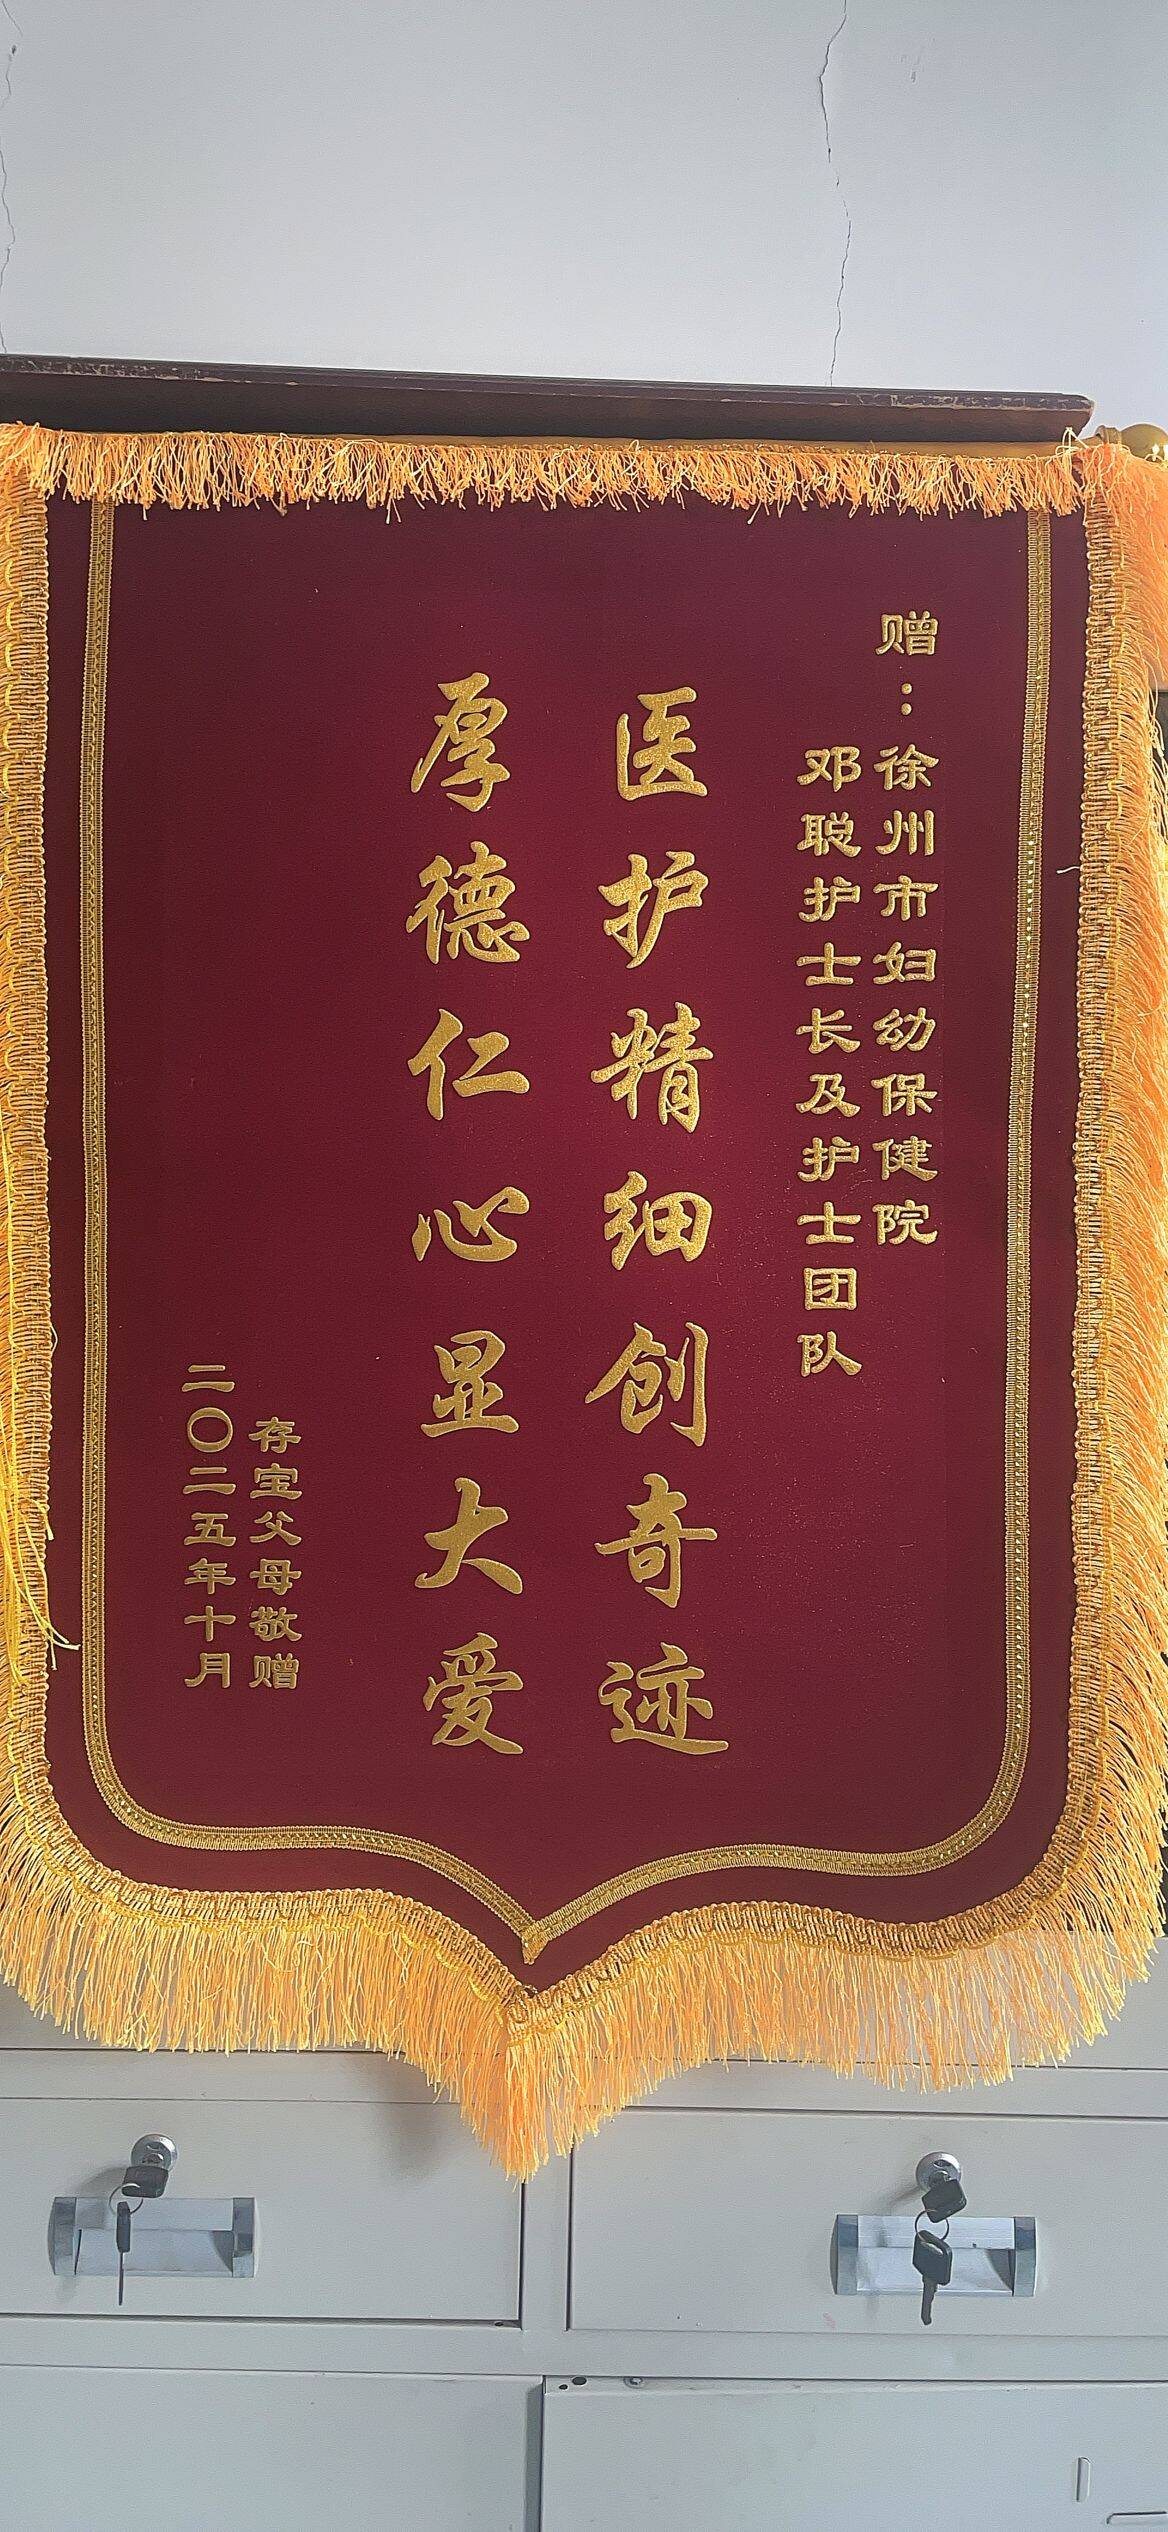 赠：徐州市妇幼保健院
邓聪护士长及护士团队
医护精细创奇迹
厚德仁心显大爱
存宝父母敬赠
二〇二五年十月